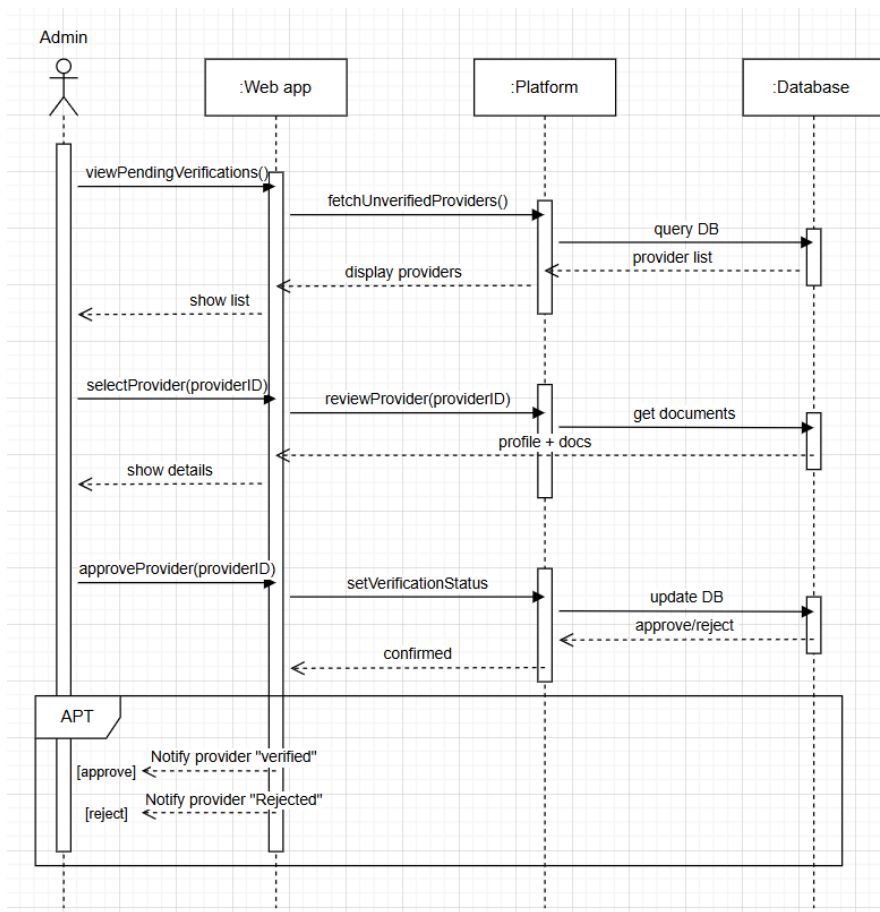 Admin
:Web app
:Platform
:Database
viewPendingVerifications()
fetchUnverifiedProviders()
query DB
provider list
display providers
show list
selectProvider(providerID)
reviewProvider(providerID)
get documents
profile + docs
show details
approveProvider(providerID)
setVerificationStatus
update DB
approve/reject
confirmed
APT
Notify provider "verified"
[approve]
Notify provider "Rejected"
[reject]